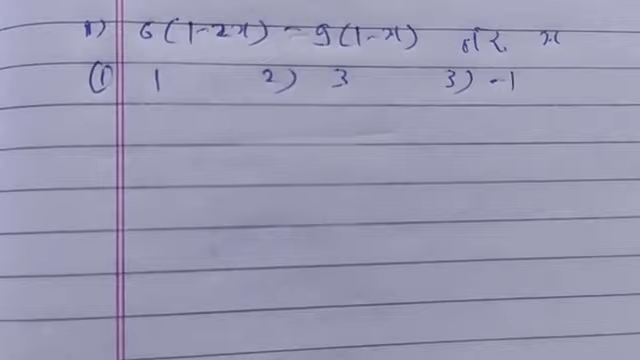 1) 6(1-2x) = 9(1-x) तर x
① 1 2) 3 3) -1